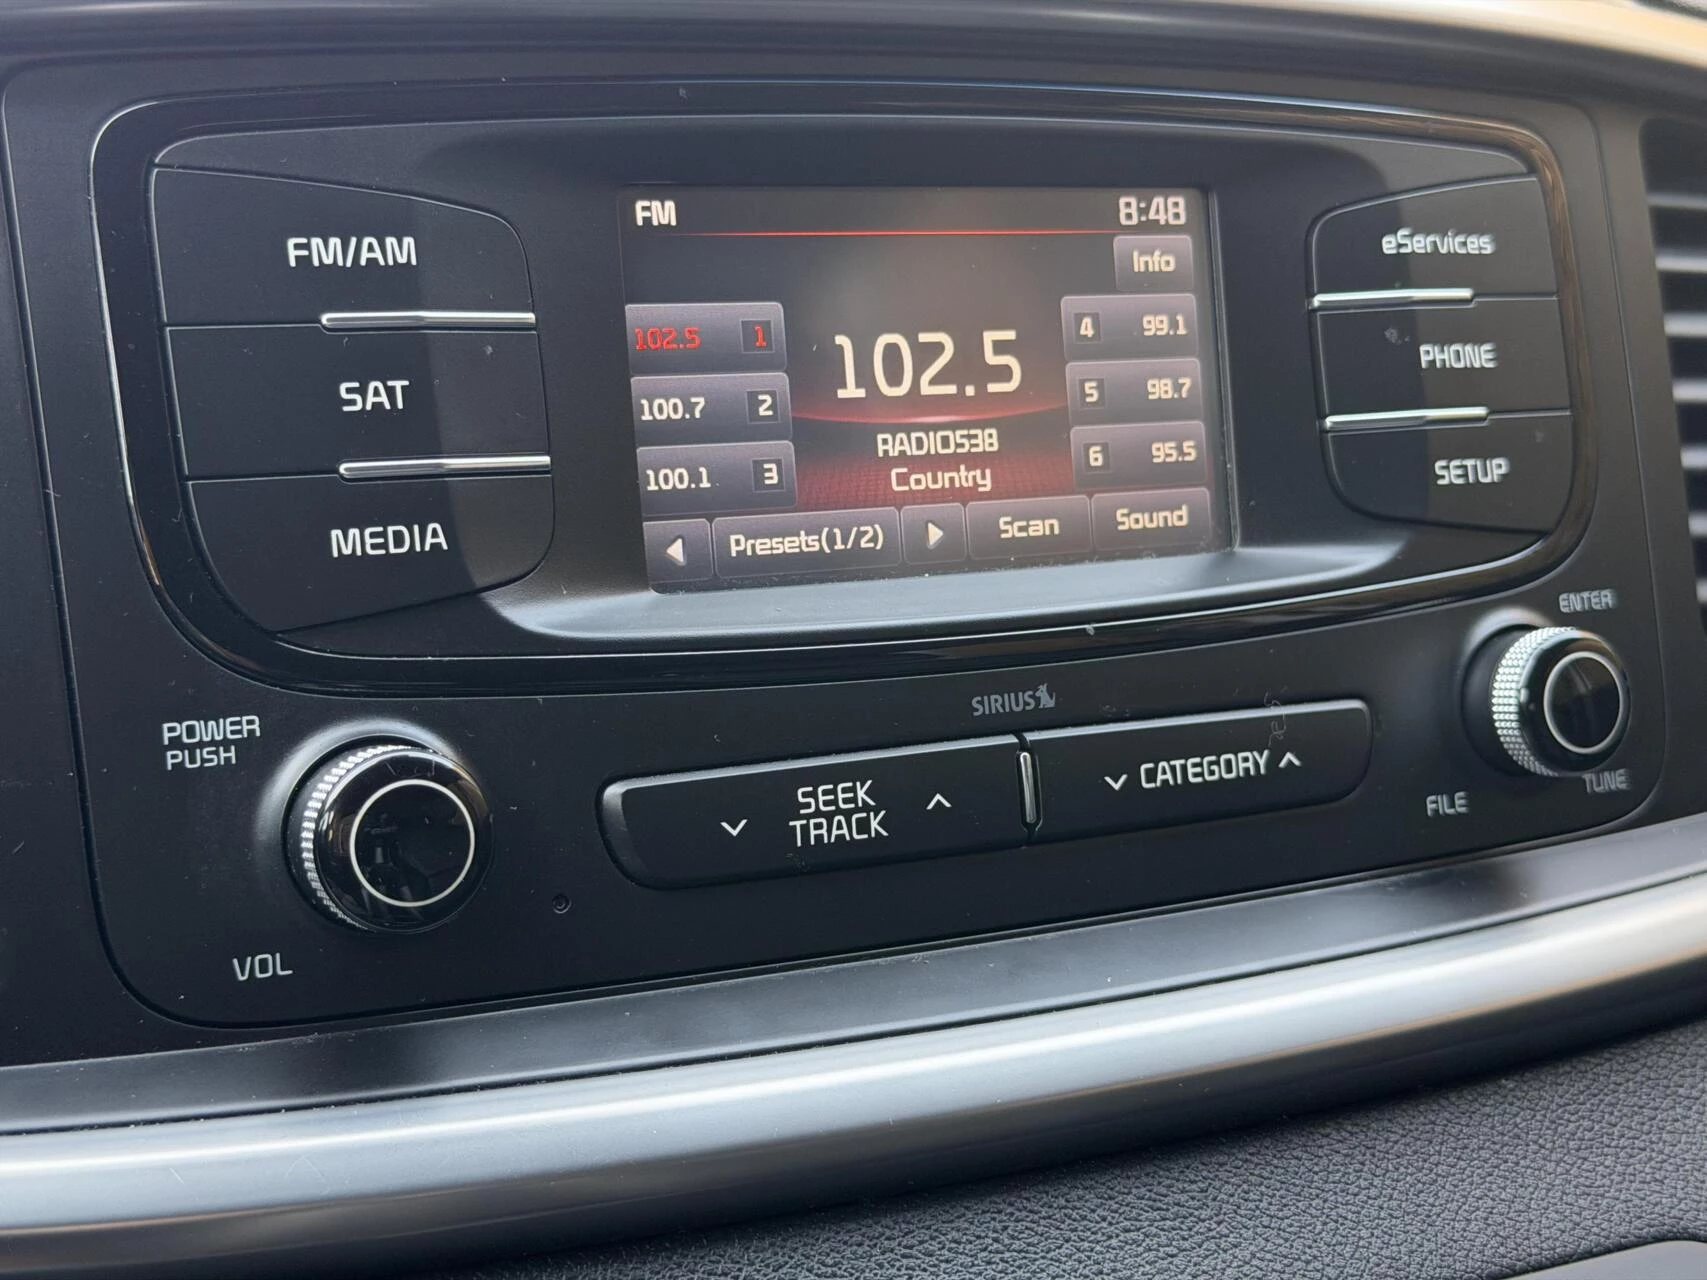 FM/AM
SAT
MEDIA
FM 8:48
Info
102.5 1
100.7 2
100.1 3
102.5
RADIO538
Country
4 99.1
5 98.7
6 95.5
Presets(1/2)
Scan
Sound
eServices
PHONE
SETUP
SIRIUS
POWER
PUSH
VOL
SEEK
TRACK
CATEGORY
ENTER
FILE
TUNE